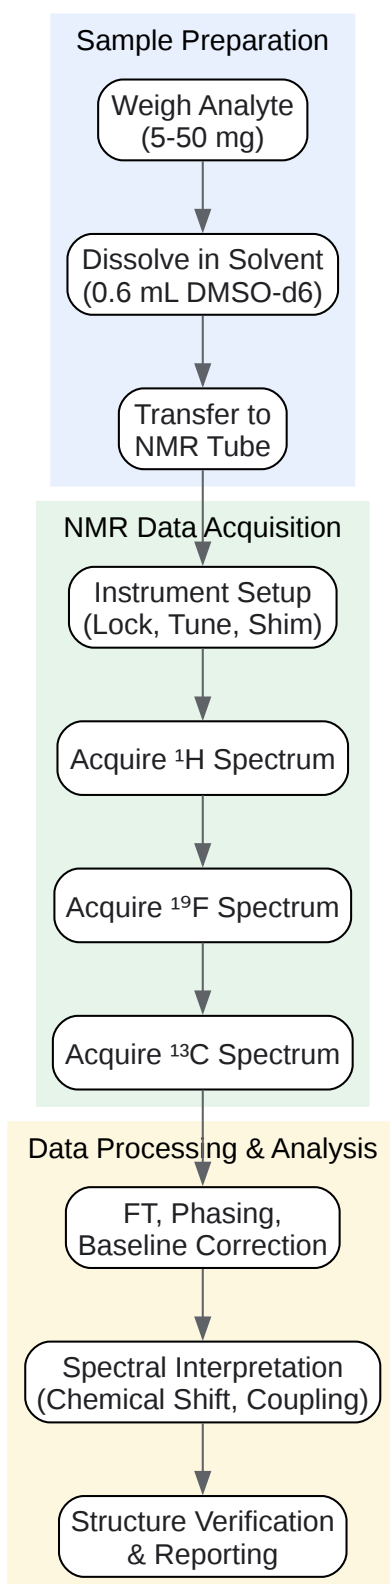 Sample Preparation
Weigh Analyte
(5-50 mg)
Dissolve in Solvent
(0.6 mL DMSO-d6)
Transfer to
NMR Tube
NMR Data Acquisition
Instrument Setup
(Lock, Tune, Shim)
Acquire ¹H Spectrum
Acquire ¹⁹F Spectrum
Acquire ¹³C Spectrum
Data Processing & Analysis
FT, Phasing,
Baseline Correction
Spectral Interpretation
(Chemical Shift, Coupling)
Structure Verification
& Reporting